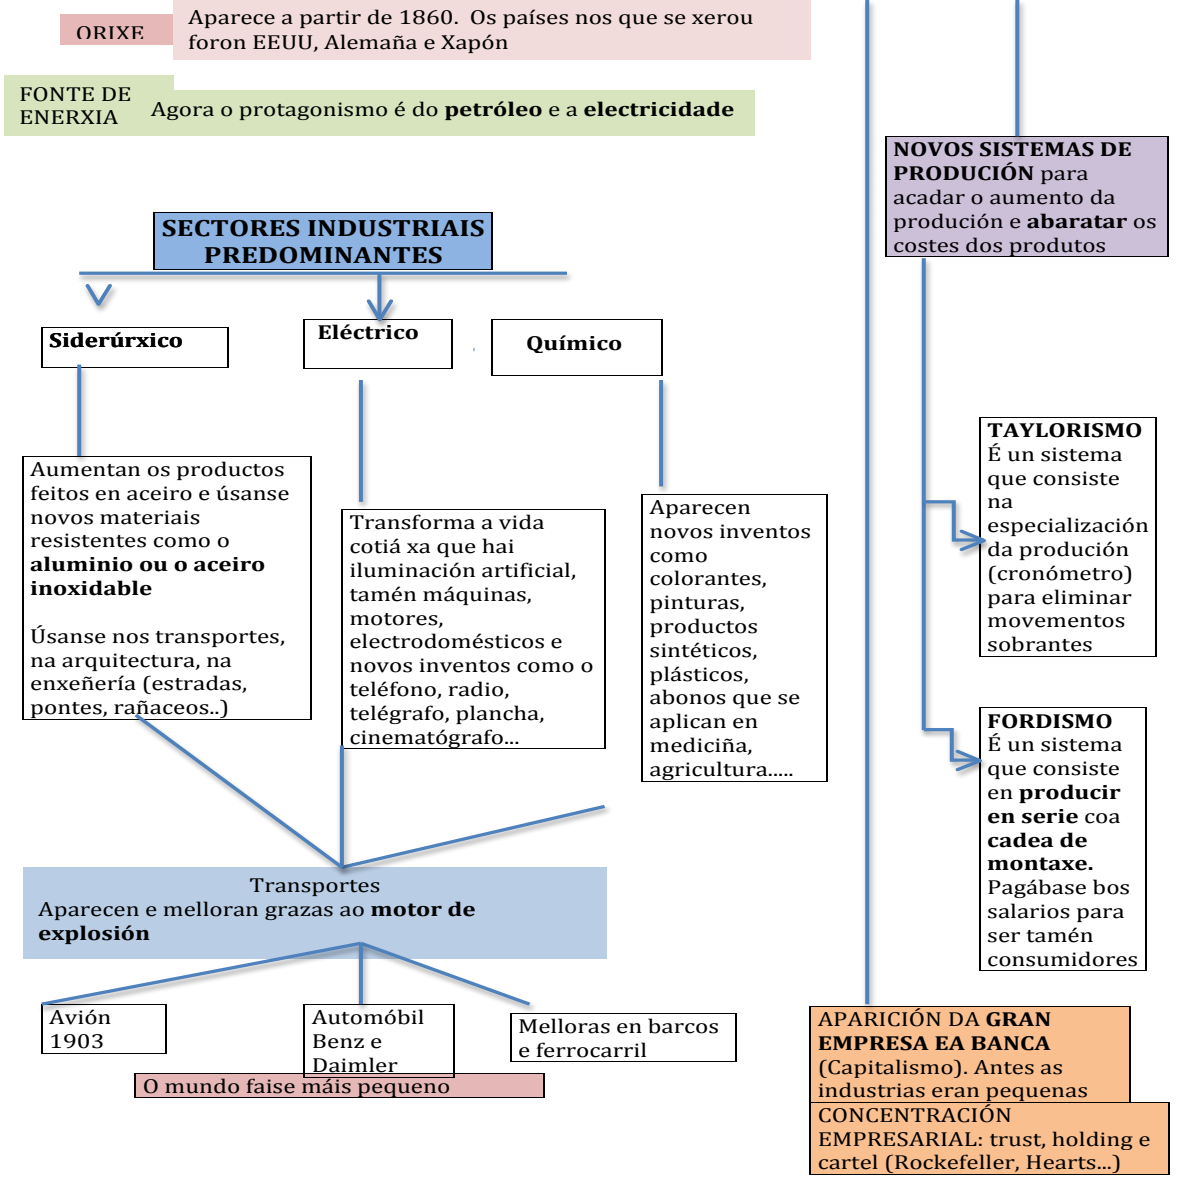 ORIXE
Aparece a partir de 1860. Os países nos que se xerou
foron EEUU, Alemaña e Xapón
FONTE DE
ENERXIA
Agora o protagonismo é do petróleo e a electricidade
SECTORES INDUSTRIAIS
PREDOMINANTES
Siderúrxico
Eléctrico
Químico
Aumentan os productos
feitos en aceiro e úsanse
novos materiais
resistentes como o
aluminio ou o aceiro
inoxidable
Úsanse nos transportes,
na arquitectura, na
enxeñería (estradas,
pontes, rañaceos..)
Transforma a vida
cotiá xa que hai
iluminación artificial,
tamén máquinas,
motores,
electrodomésticos e
novos inventos como o
teléfono, radio,
telégrafo, plancha,
cinematógrafo...
Aparecen
novos inventos
como
colorantes,
pinturas,
productos
sintéticos,
plásticos,
abonos que se
aplican en
mediciña,
agricultura.....
Transportes
Aparecen e melloran grazas ao motor de
explosión
Avión
1903
Automóbil
Benz e
Daimler
Melloras en barcos
e ferrocarril
O mundo faise máis pequeno
NOVOS SISTEMAS DE
PRODUCIÓN para
acadar o aumento da
produción e abaratar os
costes dos produtos
TAYLORISMO
É un sistema
que consiste
na
especialización
da produción
(cronómetro)
para eliminar
movementos
sobrantes
FORDISMO
É un sistema
que consiste
en producir
en serie coa
cadea de
montaxe.
Pagábase bos
salarios para
ser tamén
consumidores
APARICIÓN DA GRAN
EMPRESA EA BANCA
(Capitalismo). Antes as
industrias eran pequenas
CONCENTRACIÓN
EMPRESARIAL: trust, holding e
cartel (Rockefeller, Hearts...)